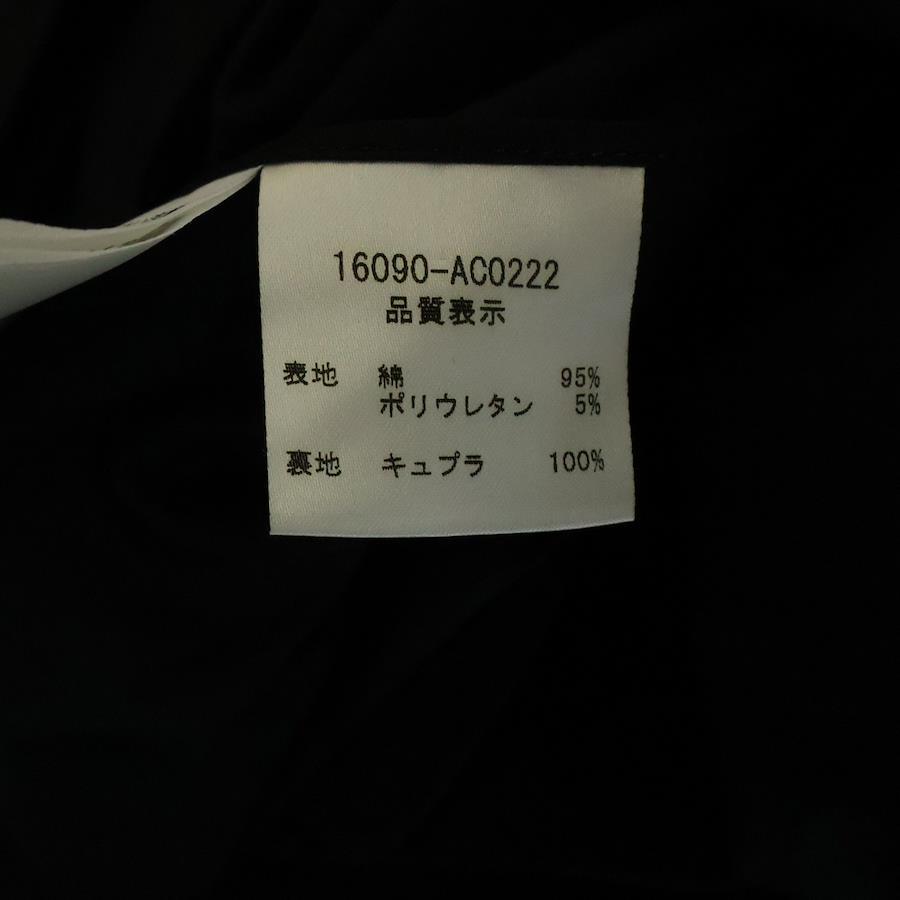 16090-AC0222
品質表示
表地 綿 95%
ポリウレタン 5%
裏地 キュプラ 100%